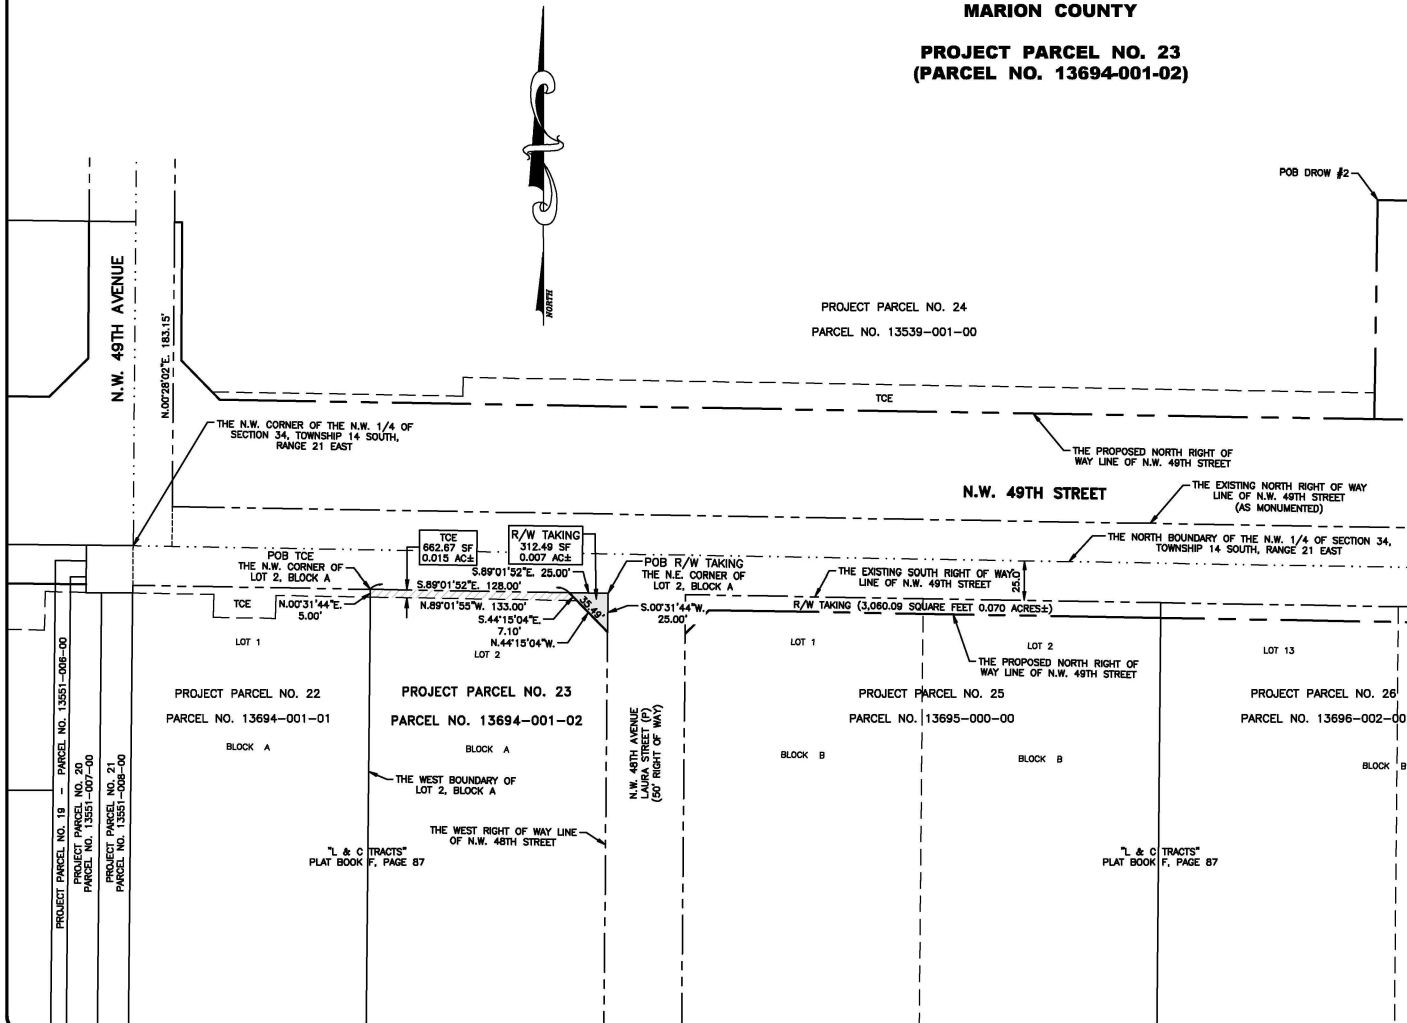 MARION COUNTY
PROJECT PARCEL NO. 23
(PARCEL NO. 13694-001-02)
NORTH
POB DROW #2
N.W. 49TH AVENUE
N.00°28'02"E. 183.15'
PROJECT PARCEL NO. 24
PARCEL NO. 13539-001-00
TCE
THE N.W. CORNER OF THE N.W. 1/4 OF
SECTION 34, TOWNSHIP 14 SOUTH,
RANGE 21 EAST
THE PROPOSED NORTH RIGHT OF
WAY LINE OF N.W. 49TH STREET
N.W. 49TH STREET
THE EXISTING NORTH RIGHT OF WAY
LINE OF N.W. 49TH STREET
(AS MONUMENTED)
THE NORTH BOUNDARY OF THE N.W. 1/4 OF SECTION 34,
TOWNSHIP 14 SOUTH, RANGE 21 EAST
TCE
662.67 SF
0.015 AC±
R/W TAKING
312.49 SF
0.007 AC±
POB TCE
THE N.W. CORNER OF
LOT 2, BLOCK A
S.89°01'52"E. 25.00'
S.89°01'52"E. 128.00'
POB R/W TAKING
THE N.E. CORNER OF
LOT 2, BLOCK A
THE EXISTING SOUTH RIGHT OF WAY
LINE OF N.W. 49TH STREET
25.0'
TCE
N.00°31'44"E.
5.00'
N.89°01'55"W. 133.00'
S.44°15'04"E.
7.10'
N.44°15'04"W.
35.49'
S.00°31'44"W.
25.00'
R/W TAKING (3,060.09 SQUARE FEET 0.070 ACRES±)
LOT 1
LOT 2
LOT 1
LOT 2
LOT 13
THE PROPOSED NORTH RIGHT OF
WAY LINE OF N.W. 49TH STREET
PROJECT PARCEL NO. 22
PARCEL NO. 13694-001-01
BLOCK A
PROJECT PARCEL NO. 23
PARCEL NO. 13694-001-02
BLOCK A
PROJECT PARCEL NO. 25
PARCEL NO. 13695-000-00
BLOCK B
BLOCK B
PROJECT PARCEL NO. 26
PARCEL NO. 13696-002-00
BLOCK B
N.W. 48TH AVENUE
LAURA STREET (P)
(50' RIGHT OF WAY)
THE WEST BOUNDARY OF
LOT 2, BLOCK A
THE WEST RIGHT OF WAY LINE
OF N.W. 48TH STREET
"L & C TRACTS"
PLAT BOOK F, PAGE 87
"L & C TRACTS"
PLAT BOOK F, PAGE 87
PROJECT PARCEL NO. 19 - PARCEL NO. 13551-006-00
PROJECT PARCEL NO. 20
PARCEL NO. 13551-007-00
PROJECT PARCEL NO. 21
PARCEL NO. 13551-008-00